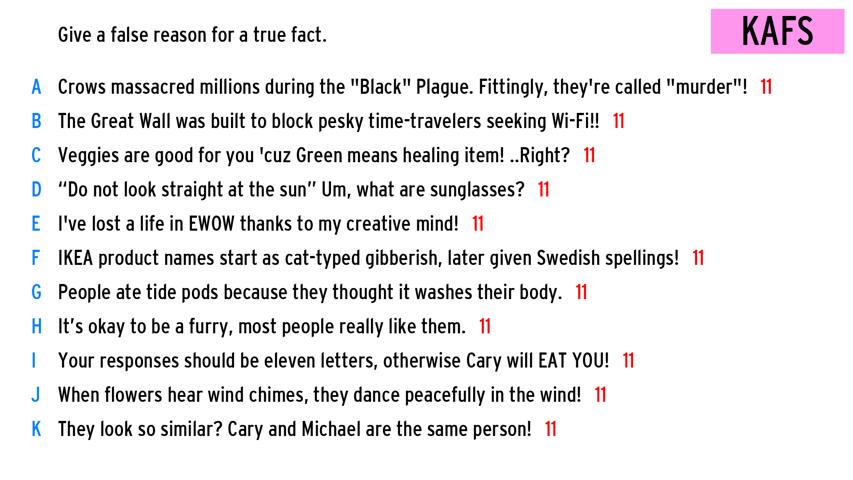 Give a false reason for a true fact.
KAFS
A Crows massacred millions during the "Black" Plague. Fittingly, they're called "murder"! 11
B The Great Wall was built to block pesky time-travelers seeking Wi-Fi!! 11
C Veggies are good for you 'cuz Green means healing item! ..Right? 11
D “Do not look straight at the sun” Um, what are sunglasses? 11
E I've lost a life in EWOW thanks to my creative mind! 11
F IKEA product names start as cat-typed gibberish, later given Swedish spellings! 11
G People ate tide pods because they thought it washes their body. 11
H It’s okay to be a furry, most people really like them. 11
I Your responses should be eleven letters, otherwise Cary will EAT YOU! 11
J When flowers hear wind chimes, they dance peacefully in the wind! 11
K They look so similar? Cary and Michael are the same person! 11